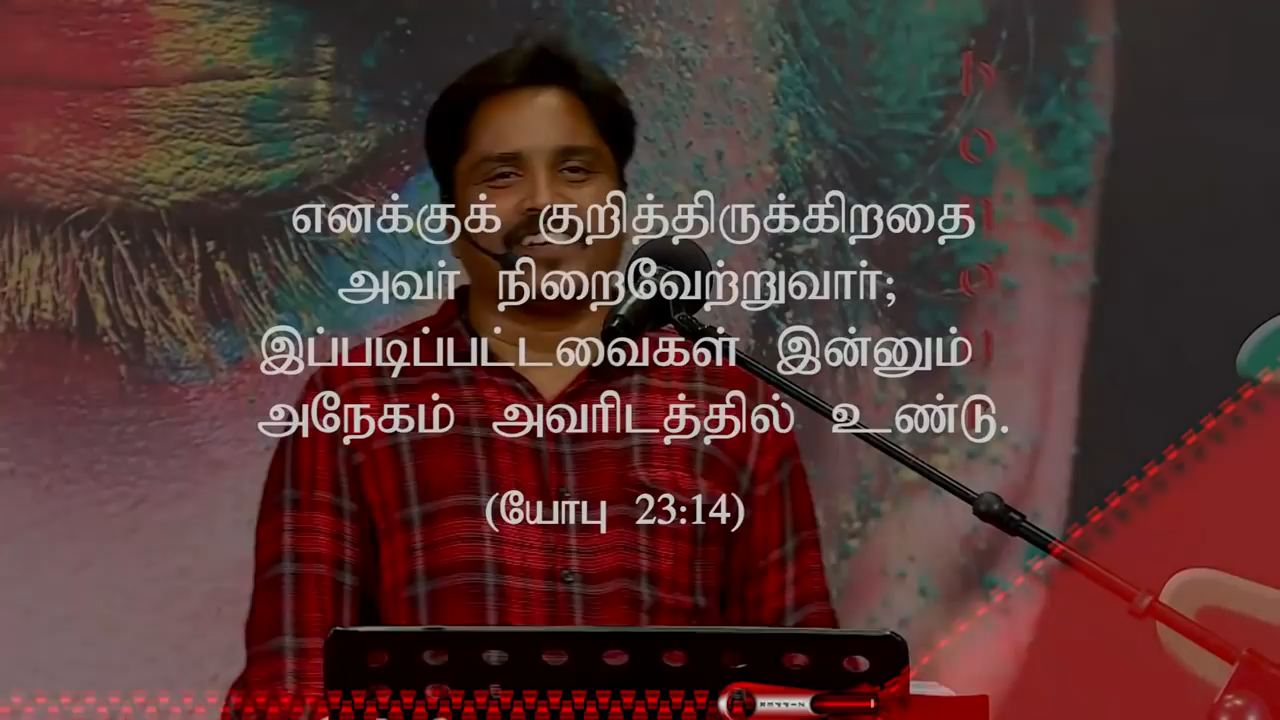 எனக்குக் குறித்திருக்கிறதை
அவர் நிறைவேற்றுவார்;
இப்படிப்பட்டவைகள் இன்னும்
அநேகம் அவரிடத்தில் உண்டு.
(யோபு 23:14)